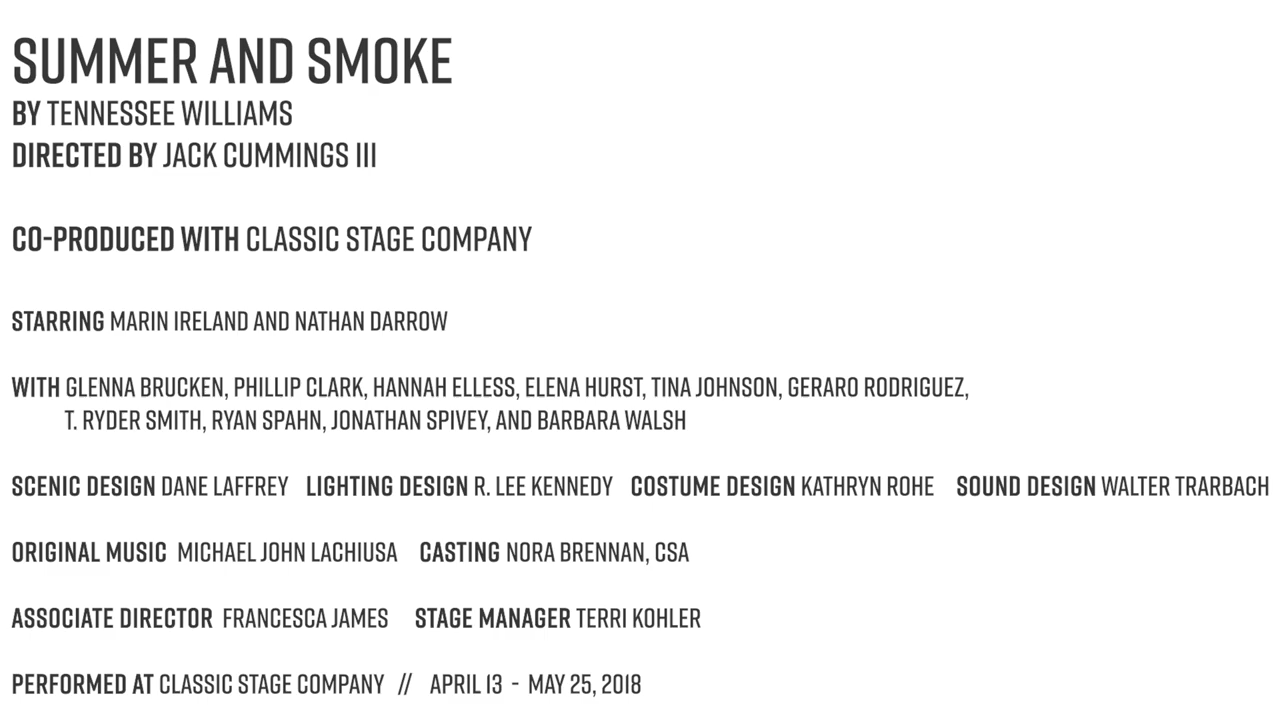 SUMMER AND SMOKE
BY TENNESSEE WILLIAMS
DIRECTED BY JACK CUMMINGS III
CO-PRODUCED WITH CLASSIC STAGE COMPANY
STARRING MARIN IRELAND AND NATHAN DARROW
WITH GLENNA BRUCKEN, PHILLIP CLARK, HANNAH ELLESS, ELENA HURST, TINA JOHNSON, GERARO RODRIGUEZ,
T. RYDER SMITH, RYAN SPAHN, JONATHAN SPIVEY, AND BARBARA WALSH
SCENIC DESIGN DANE LAFFREY LIGHTING DESIGN R. LEE KENNEDY COSTUME DESIGN KATHRYN ROHE SOUND DESIGN WALTER TRARBACH
ORIGINAL MUSIC MICHAEL JOHN LACHIUSA CASTING NORA BRENNAN, CSA
ASSOCIATE DIRECTOR FRANCESCA JAMES STAGE MANAGER TERRI KOHLER
PERFORMED AT CLASSIC STAGE COMPANY // APRIL 13 - MAY 25, 2018